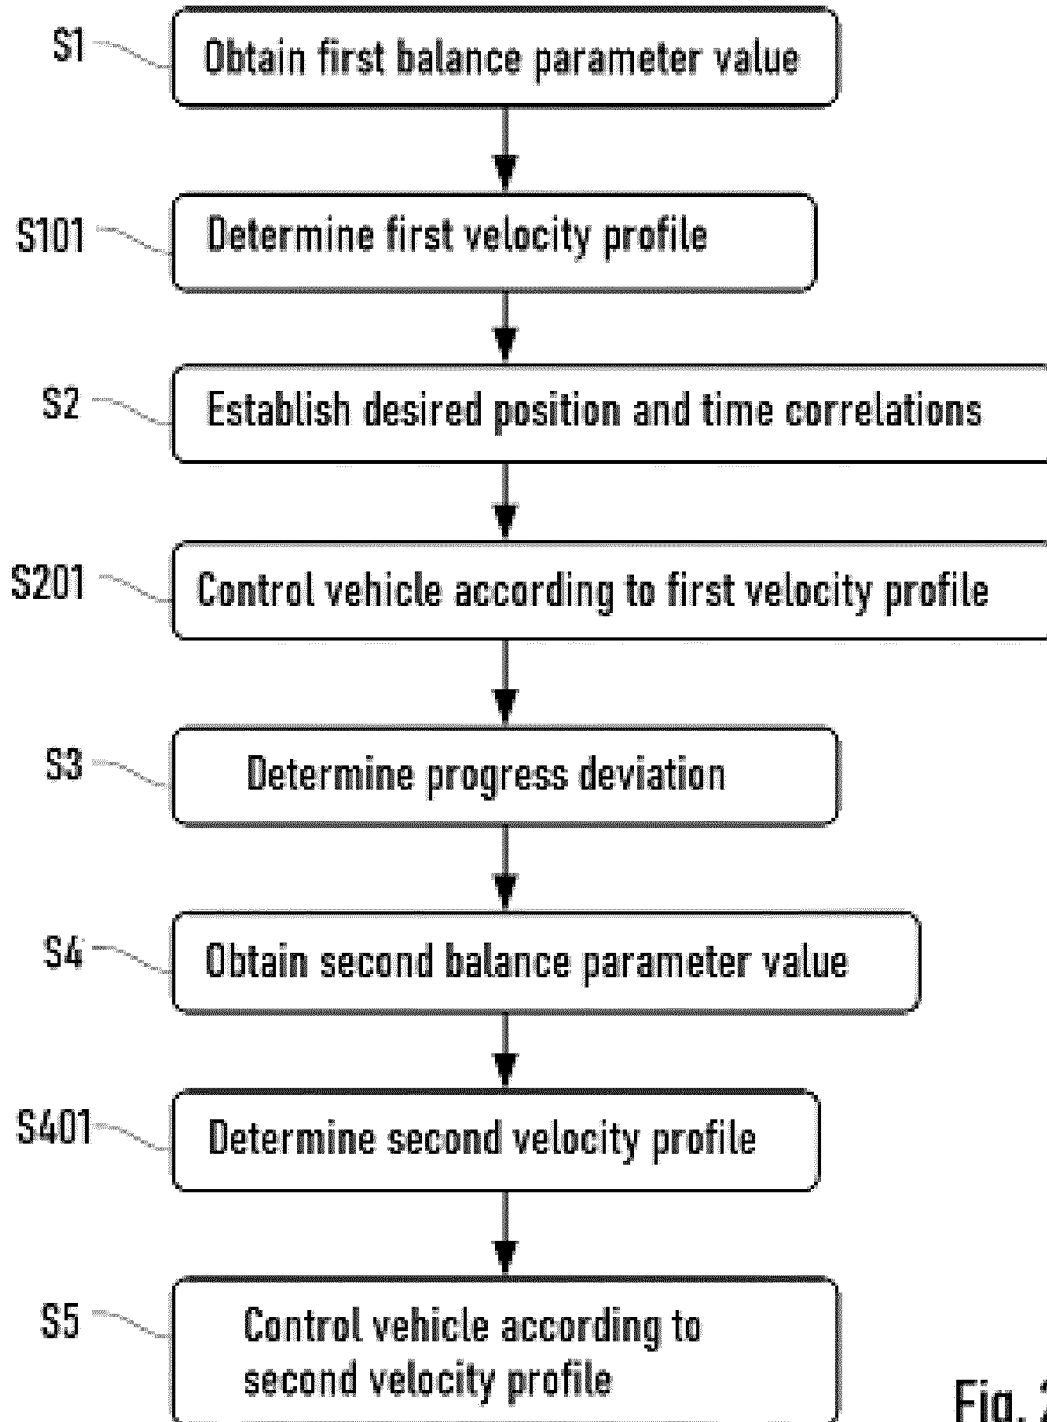 S1
Obtain first balance parameter value
S101
Determine first velocity profile
S2
Establish desired position and time correlations
S201
Control vehicle according to first velocity profile
S3
Determine progress deviation
S4
Obtain second balance parameter value
S401
Determine second velocity profile
S5
Control vehicle according to
second velocity profile
Fig. 2